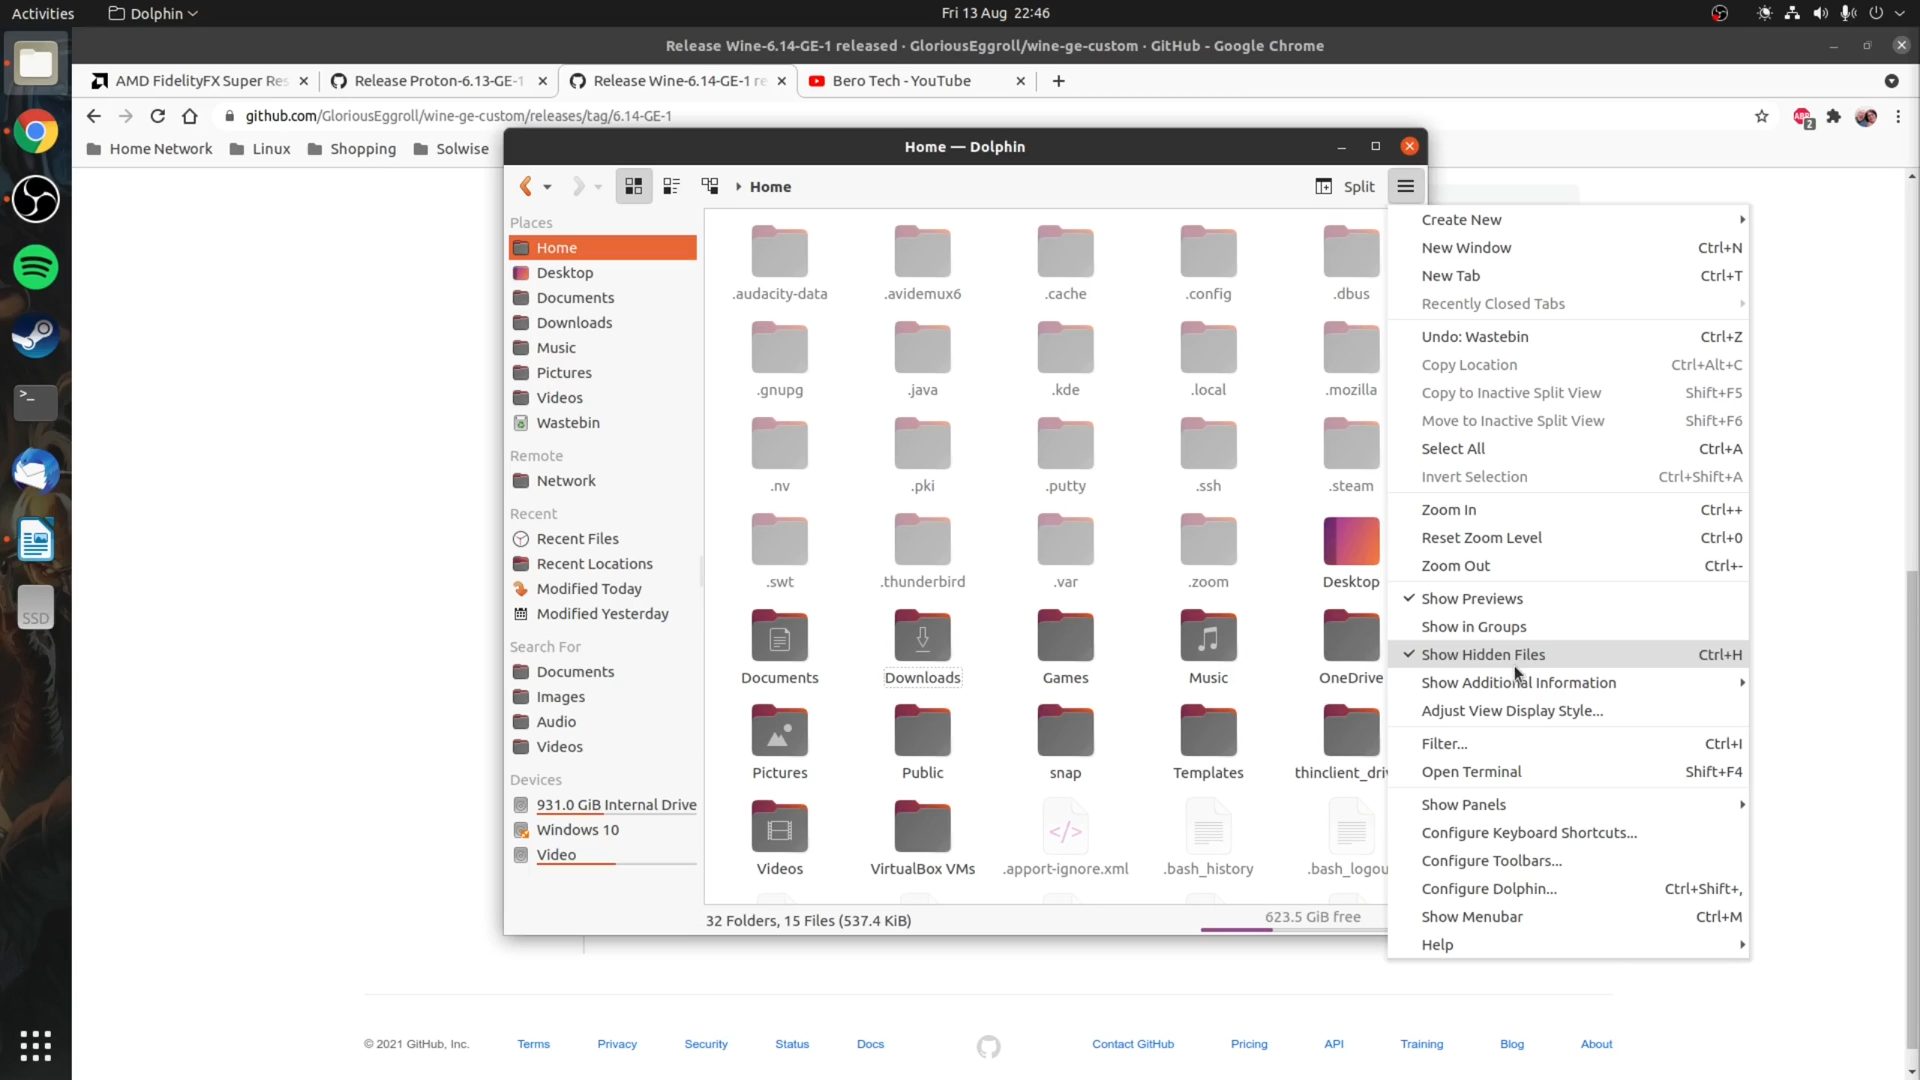 Activities
Dolphin
Fri 13 Aug 22:46
Release Wine-6.14-GE-1 released · GloriousEggroll/wine-ge-custom · GitHub - Google Chrome
AMD FidelityFX Super Res
Release Proton-6.13-GE-1
Release Wine-6.14-GE-1 re
Bero Tech - YouTube
github.com/GloriousEggroll/wine-ge-custom/releases/tag/6.14-GE-1
ABP
2
Home Network
Linux
Shopping
Solwise
Home — Dolphin
Home
Split
Places
Home
Desktop
Documents
Downloads
Music
Pictures
Videos
Wastebin
Remote
Network
Recent
Recent Files
Recent Locations
Modified Today
Modified Yesterday
Search For
Documents
Images
Audio
Videos
Devices
931.0 GiB Internal Drive
Windows 10
Video
SSD
.audacity-data
.avidemux6
.cache
.config
.dbus
.gnupg
.java
.kde
.local
.mozilla
.nv
.pki
.putty
.ssh
.steam
.swt
.thunderbird
.var
.zoom
Desktop
Documents
Downloads
Games
Music
OneDrive
Pictures
Public
snap
Templates
thinclient_driv
Videos
VirtualBox VMs
.apport-ignore.xml
.bash_history
.bash_logou
32 Folders, 15 Files (537.4 KiB)
623.5 GiB free
Create New
New Window Ctrl+N
New Tab Ctrl+T
Recently Closed Tabs
Undo: Wastebin Ctrl+Z
Copy Location Ctrl+Alt+C
Copy to Inactive Split View Shift+F5
Move to Inactive Split View Shift+F6
Select All Ctrl+A
Invert Selection Ctrl+Shift+A
Zoom In Ctrl++
Reset Zoom Level Ctrl+0
Zoom Out Ctrl+-
Show Previews
Show in Groups
Show Hidden Files Ctrl+H
Show Additional Information
Adjust View Display Style...
Filter... Ctrl+I
Open Terminal Shift+F4
Show Panels
Configure Keyboard Shortcuts...
Configure Toolbars...
Configure Dolphin... Ctrl+Shift+,
Show Menubar Ctrl+M
Help
© 2021 GitHub, Inc.
Terms
Privacy
Security
Status
Docs
Contact GitHub
Pricing
API
Training
Blog
About